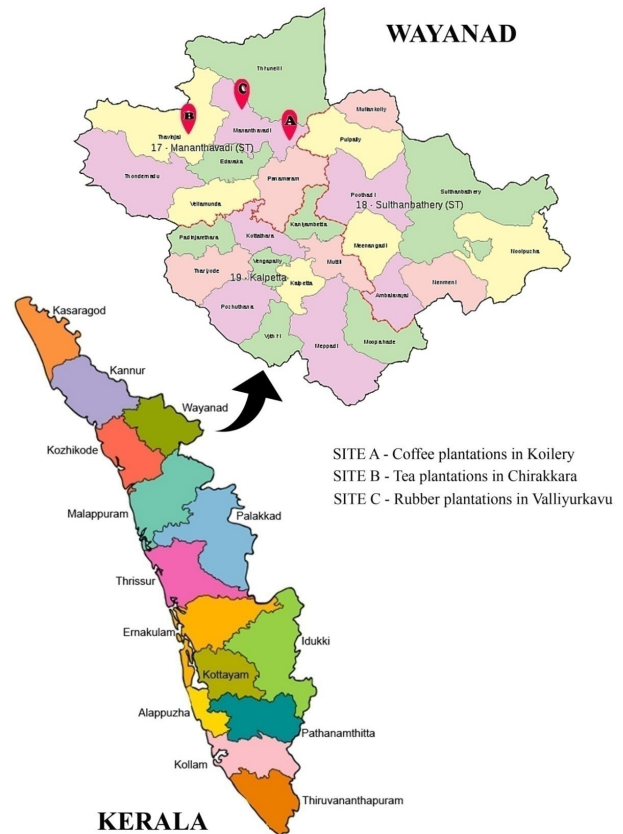 WAYANAD
Thirunelli
C
B
A
Mullankolly
Mananthavadi
Thavinjal
Pulpally
17 - Mananthavadi (ST)
Edavaka
Thondernadu
Panamaram
Sulthanbathery
Poothadi
18 - Sulthanbathery (ST)
Vellamunda
Kaniyambetta
Padinjarethara
Kottathara
Noolpuzha
Meenangadi
Muttil
Vengapally
Thariyode
19 - Kalpetta
Kalpetta
Nenmeni
Ambalavayal
Pozhuthana
Vythiri
Meppadi
Moopainade
Kasaragod
Kannur
Wayanad
Kozhikode
SITE A - Coffee plantations in Koilery
SITE B - Tea plantations in Chirakkara
SITE C - Rubber plantations in Valliyurkavu
Malappuram
Palakkad
Thrissur
Ernakulam
Idukki
Kottayam
Alappuzha
Pathanamthitta
Kollam
Thiruvananthapuram
KERALA